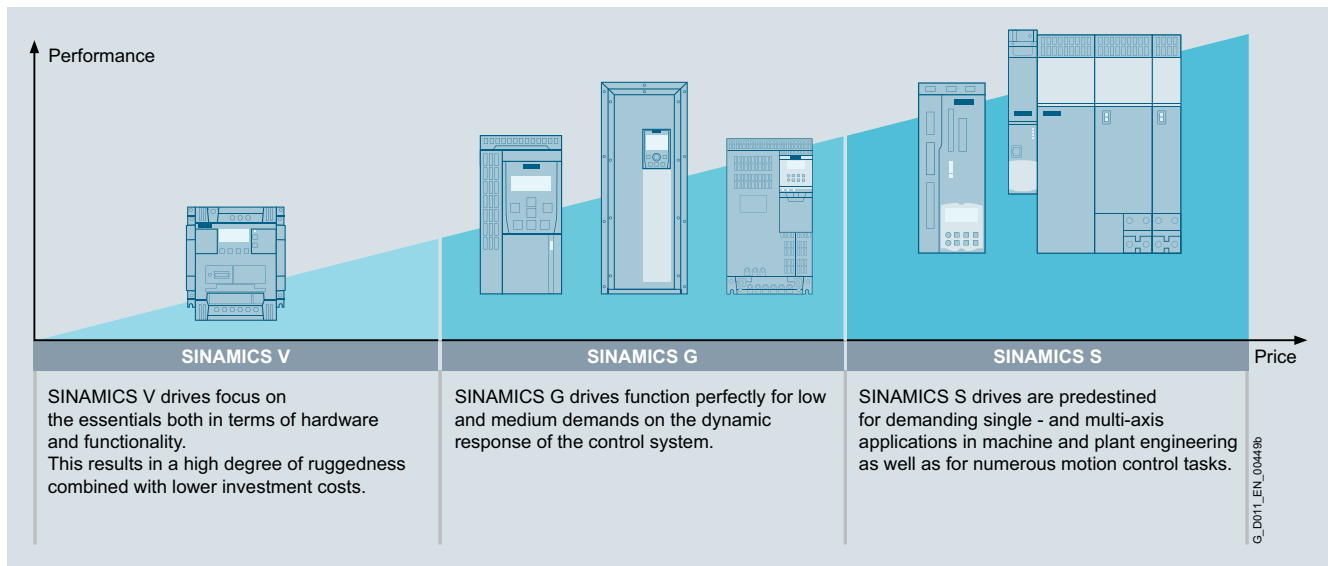 Performance
SINAMICS V
SINAMICS G
SINAMICS S
Price
SINAMICS V drives focus on
the essentials both in terms of hardware
and functionality.
This results in a high degree of ruggedness
combined with lower investment costs.
SINAMICS G drives function perfectly for low
and medium demands on the dynamic
response of the control system.
SINAMICS S drives are predestined
for demanding single - and multi-axis
applications in machine and plant engineering
as well as for numerous motion control tasks.
G_D011_EN_00449b